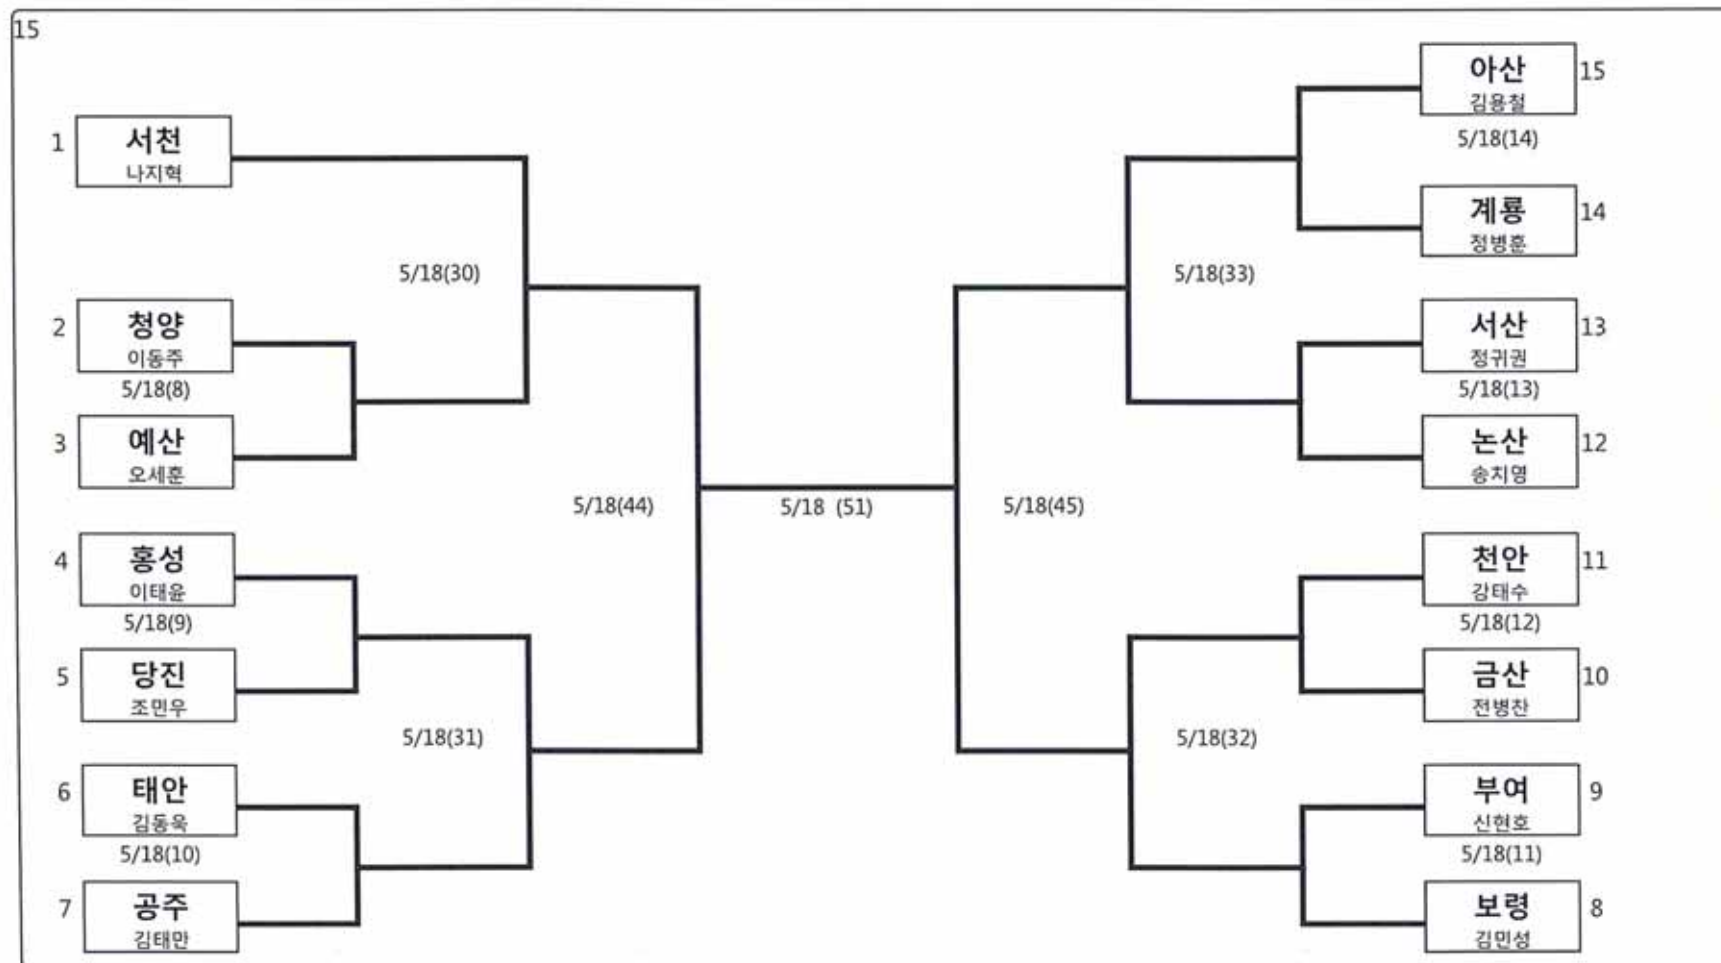 15
1
서천
나지혁
5/18(30)
2
청양
이동주
5/18(8)
3
예산
오세훈
5/18(44)
4
홍성
이태윤
5/18(9)
5
당진
조민우
5/18(31)
6
태안
김동욱
5/18(10)
7
공주
김태만
5/18 (51)
아산
15
김용철
5/18(14)
계룡
14
정병훈
5/18(33)
서산
13
정귀권
5/18(13)
논산
12
송치영
5/18(45)
천안
11
강태수
5/18(12)
금산
10
전병찬
5/18(32)
부여
9
신현호
5/18(11)
보령
8
김민성